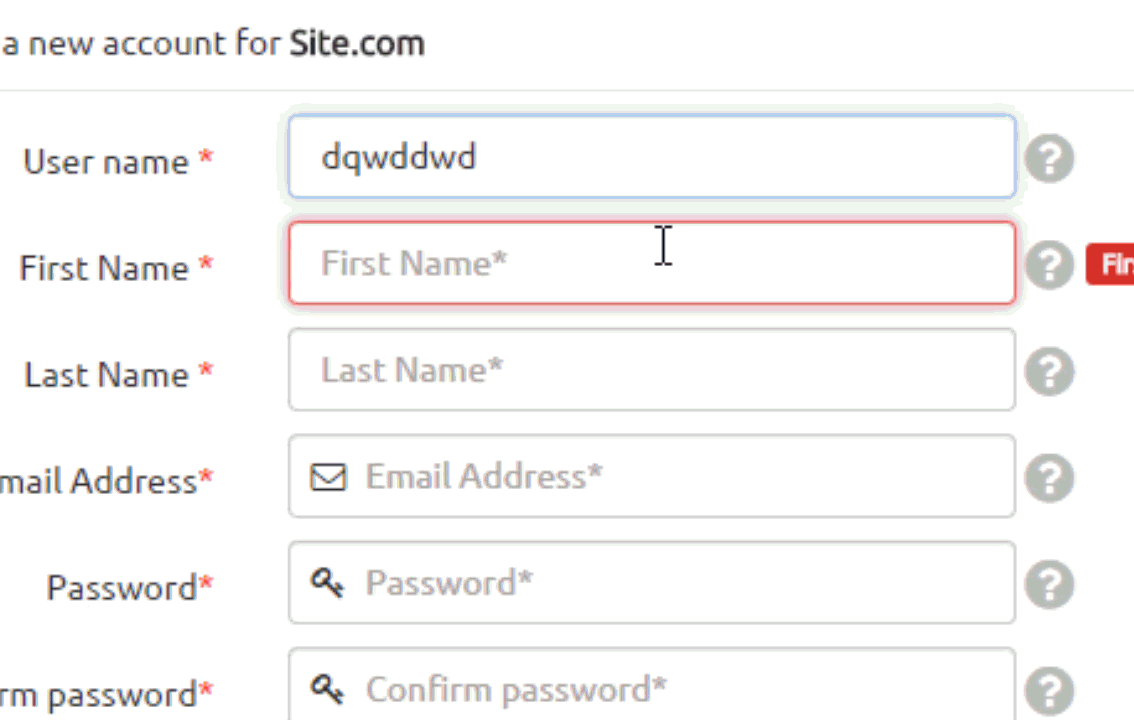 a new account for Site.com
User name * dqwddwd ?
First Name * First Name* ?
Last Name * Last Name* ?
mail Address* Email Address* ?
Password* Password* ?
rm password* Confirm password* ?